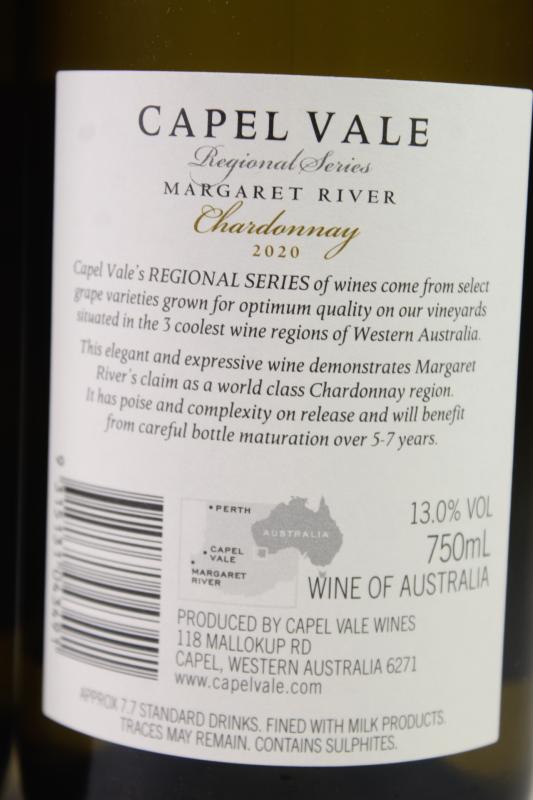 CAPEL VALE
Regional Series
MARGARET RIVER
Chardonnay
2020
Capel Vale's REGIONAL SERIES of wines come from select
grape varieties grown for optimum quality on our vineyards
situated in the 3 coolest wine regions of Western Australia.
This elegant and expressive wine demonstrates Margaret
River's claim as a world class Chardonnay region.
It has poise and complexity on release and will benefit
from careful bottle maturation over 5-7 years.
PERTH
AUSTRALIA
CAPEL
VALE
MARGARET
RIVER
13.0% VOL
750mL
WINE OF AUSTRALIA
PRODUCED BY CAPEL VALE WINES
118 MALLOKUP RD
CAPEL, WESTERN AUSTRALIA 6271
www.capelvale.com
APPROX 7.7 STANDARD DRINKS. FINED WITH MILK PRODUCTS.
TRACES MAY REMAIN. CONTAINS SULPHITES.